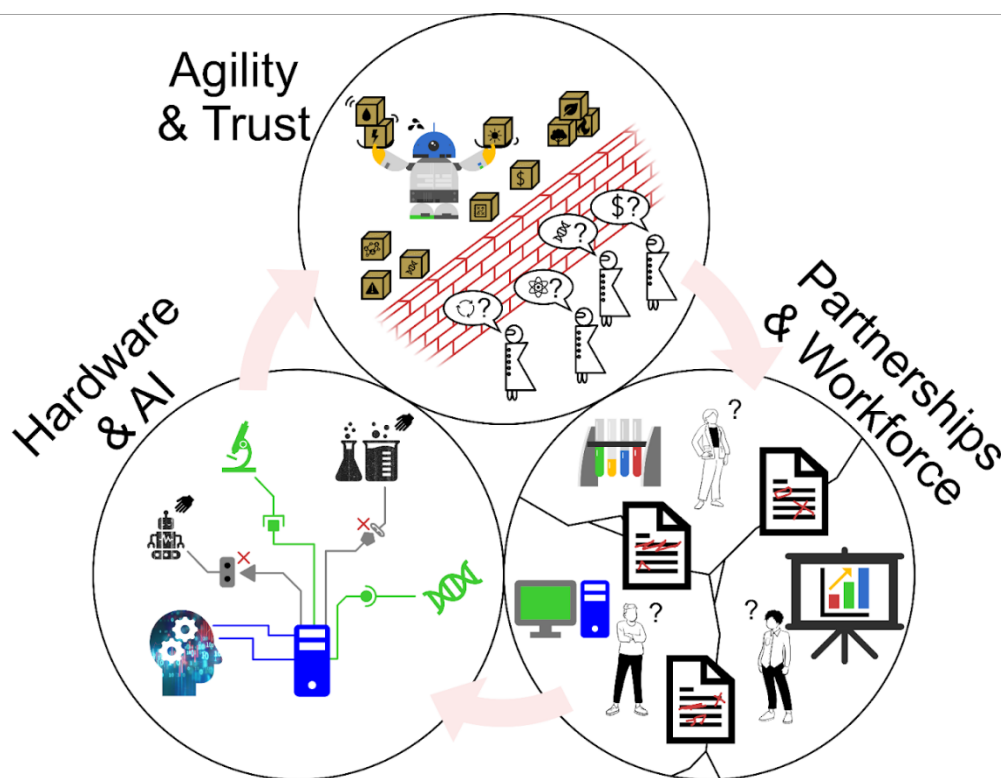 Agility
& Trust
$
$?
?
?
?
Hardware
& AI
Partnerships
& Workforce
?
?
?